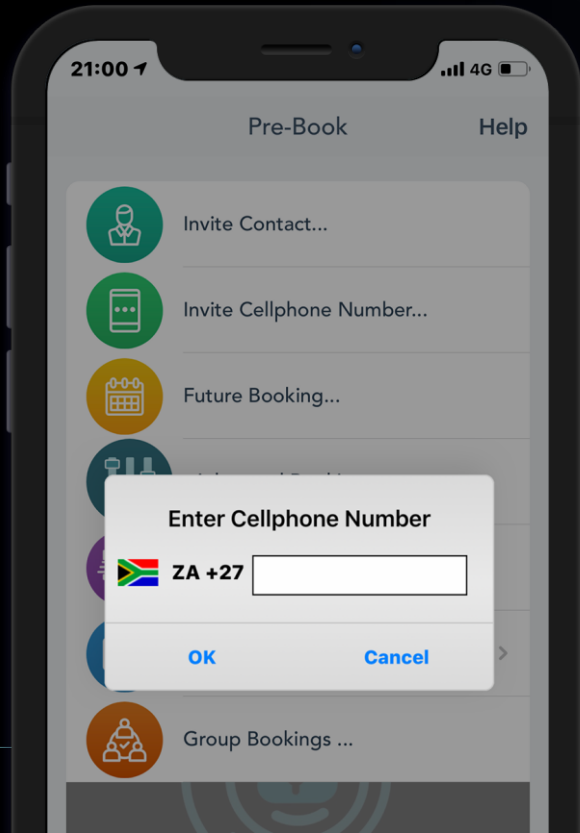 21:00
4G
Pre-Book
Help
Invite Contact...
Invite Cellphone Number...
Future Booking...
Enter Cellphone Number
ZA +27
OK
Cancel
Group Bookings ...